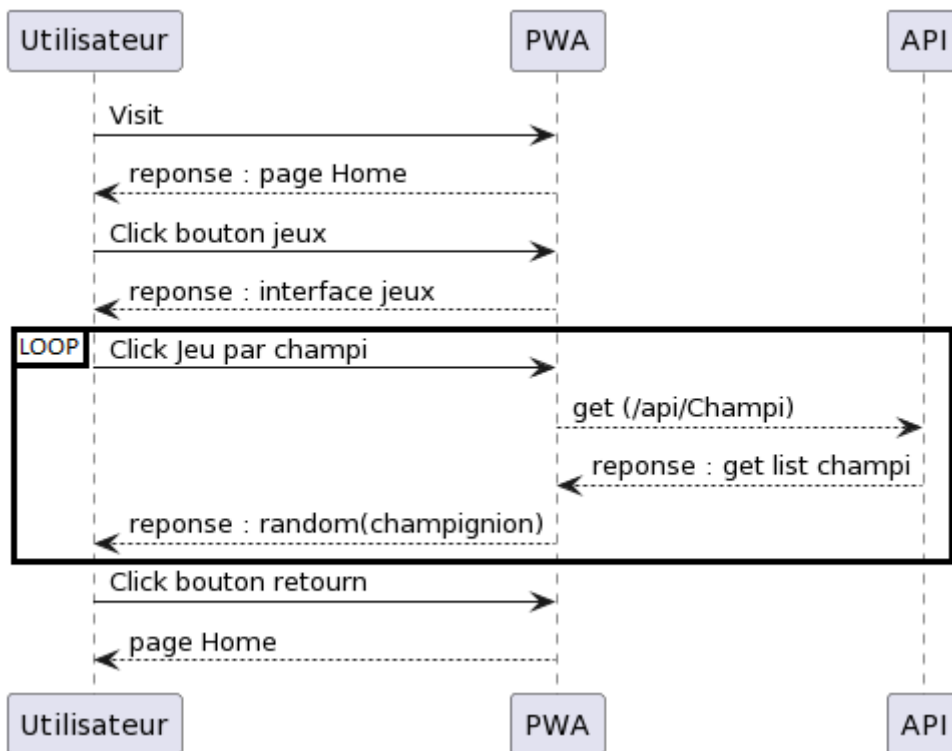 Utilisateur PWA API
Visit
reponse : page Home
Click bouton jeux
reponse : interface jeux
LOOP Click Jeu par champi
get (/api/Champi)
reponse : get list champi
reponse : random(champignion)
Click bouton retourn
page Home
Utilisateur PWA API